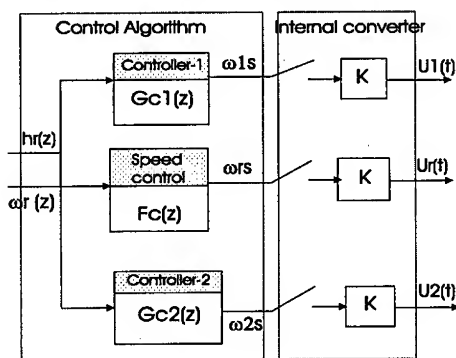 Control Algorithm
Internal converter
Controller-1
Gc1(z)
ω1s
K
U1(t)
hr(z)
Speed
control
Fc(z)
ωrs
K
Ur(t)
ωr (z)
Controller-2
Gc2(z)
ω2s
K
U2(t)